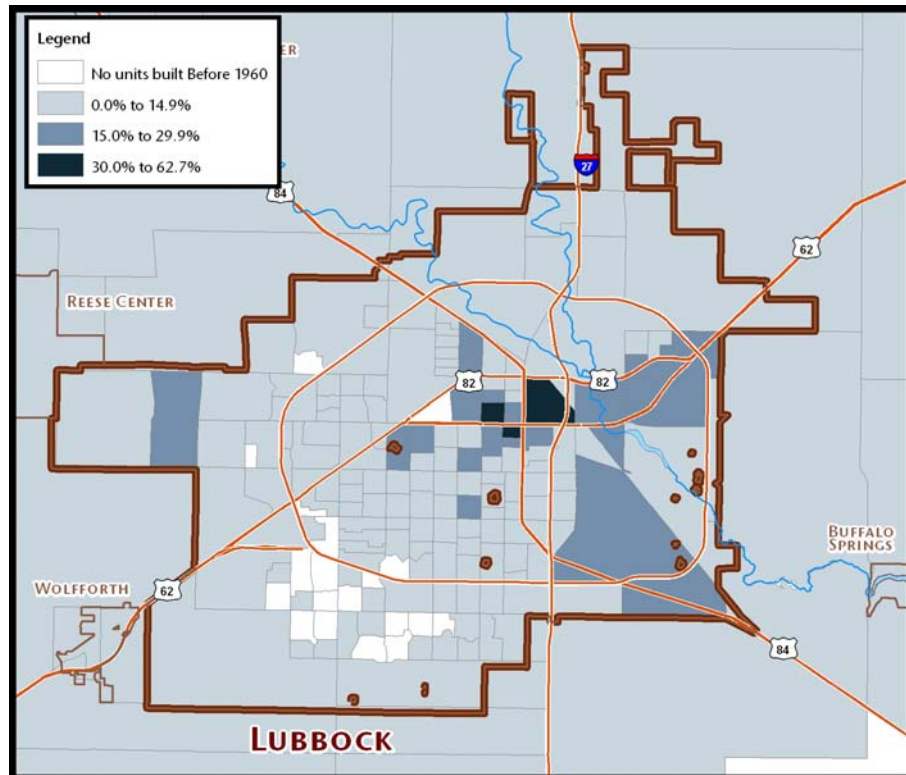 Legend
No units built Before 1960
0.0% to 14.9%
15.0% to 29.9%
30.0% to 62.7%
ER
84
27
62
REESE CENTER
82
82
BUFFALO
SPRINGS
WOLFFORTH
62
84
LUBBOCK